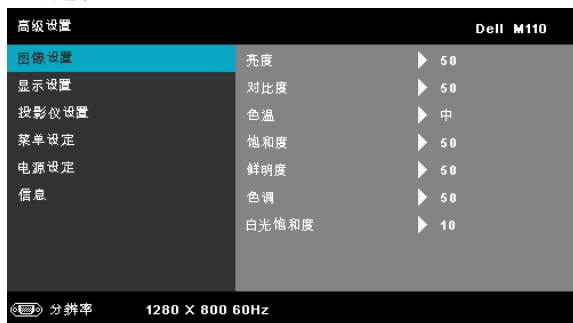 高级设置 Dell M110
图像设置 亮度 50
显示设置 对比度 50
投影仪设置 色温 中
菜单设定 饱和度 50
电源设定 鲜明度 50
信息 色调 50
白光饱和度 10
分辨率 1280 X 800 60Hz